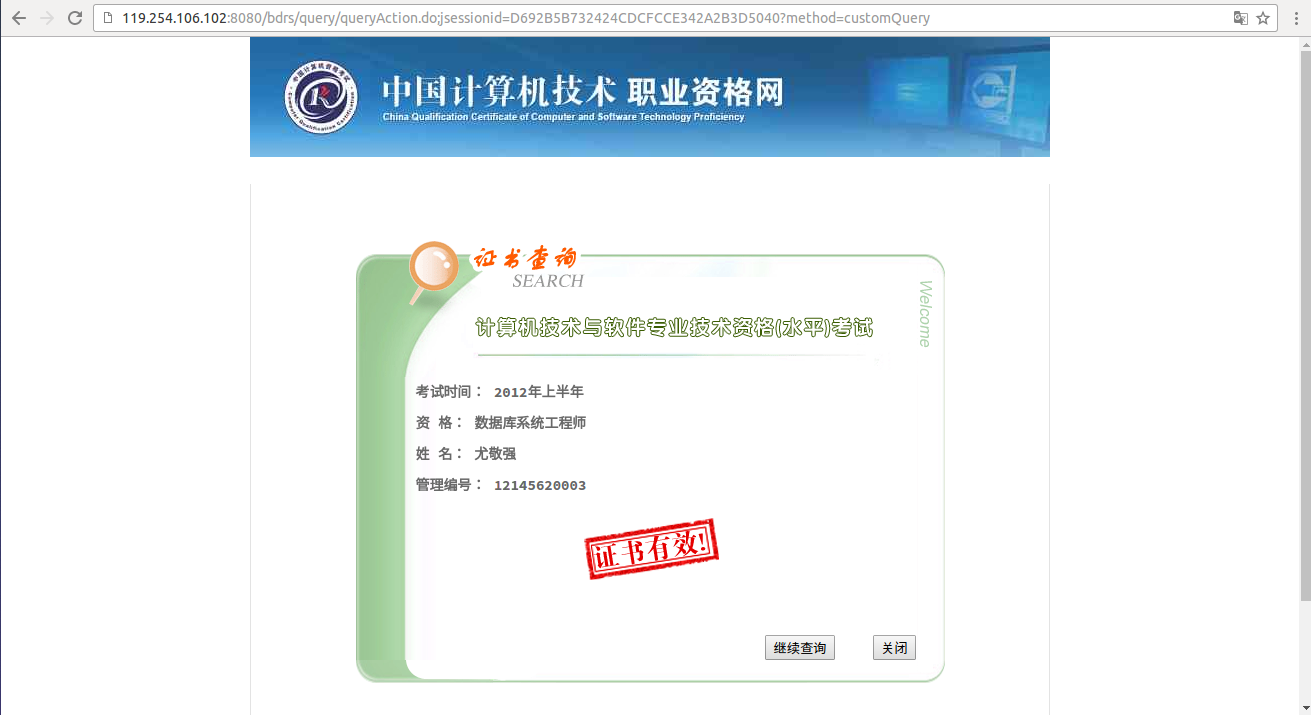 119.254.106.102:8080/bdrs/query/queryAction.do;jsessionid=D692B5B732424CDCFCCE342A2B3D5040?method=customQuery
中国计算机技术 职业资格网
China Qualification Certificate of Computer and Software Technology Proficiency
证书查询
SEARCH
Welcome
计算机技术与软件专业技术资格(水平)考试
考试时间： 2012年上半年
资 格： 数据库系统工程师
姓 名： 尤敬强
管理编号： 12145620003
证书有效!
继续查询 关闭